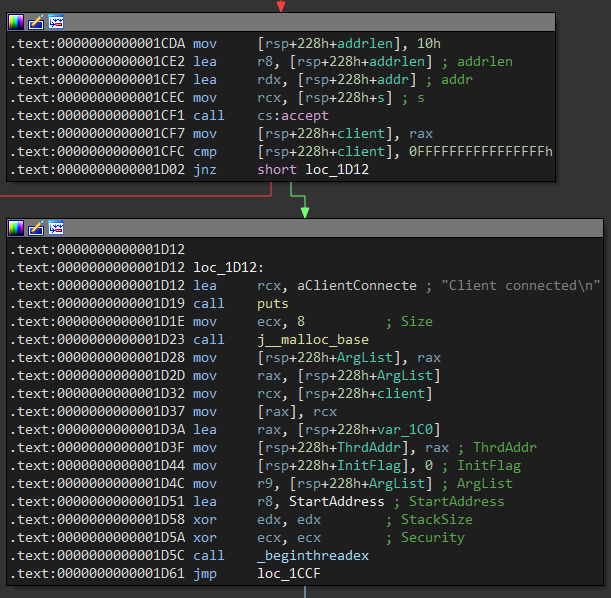 .text:0000000000001CDA mov     [rsp+228h+addrlen], 10h
.text:0000000000001CE2 lea     r8, [rsp+228h+addrlen] ; addrlen
.text:0000000000001CE7 lea     rdx, [rsp+228h+addr] ; addr
.text:0000000000001CEC mov     rcx, [rsp+228h+s] ; s
.text:0000000000001CF1 call    cs:accept
.text:0000000000001CF7 mov     [rsp+228h+client], rax
.text:0000000000001CFC cmp     [rsp+228h+client], 0FFFFFFFFFFFFFFFFh
.text:0000000000001D02 jnz     short loc_1D12
.text:0000000000001D12
.text:0000000000001D12 loc_1D12:
.text:0000000000001D12 lea     rcx, aClientConnecte ; "Client connected\n"
.text:0000000000001D19 call    puts
.text:0000000000001D1E mov     ecx, 8          ; Size
.text:0000000000001D23 call    j__malloc_base
.text:0000000000001D28 mov     [rsp+228h+ArgList], rax
.text:0000000000001D2D mov     rax, [rsp+228h+ArgList]
.text:0000000000001D32 mov     rcx, [rsp+228h+client]
.text:0000000000001D37 mov     [rax], rcx
.text:0000000000001D3A lea     rax, [rsp+228h+var_1C0]
.text:0000000000001D3F mov     [rsp+228h+ThrdAddr], rax ; ThrdAddr
.text:0000000000001D44 mov     [rsp+228h+InitFlag], 0 ; InitFlag
.text:0000000000001D4C mov     r9, [rsp+228h+ArgList] ; ArgList
.text:0000000000001D51 lea     r8, StartAddress ; StartAddress
.text:0000000000001D58 xor     edx, edx        ; StackSize
.text:0000000000001D5A xor     ecx, ecx        ; Security
.text:0000000000001D5C call    _beginthreadex
.text:0000000000001D61 jmp     loc_1CCF